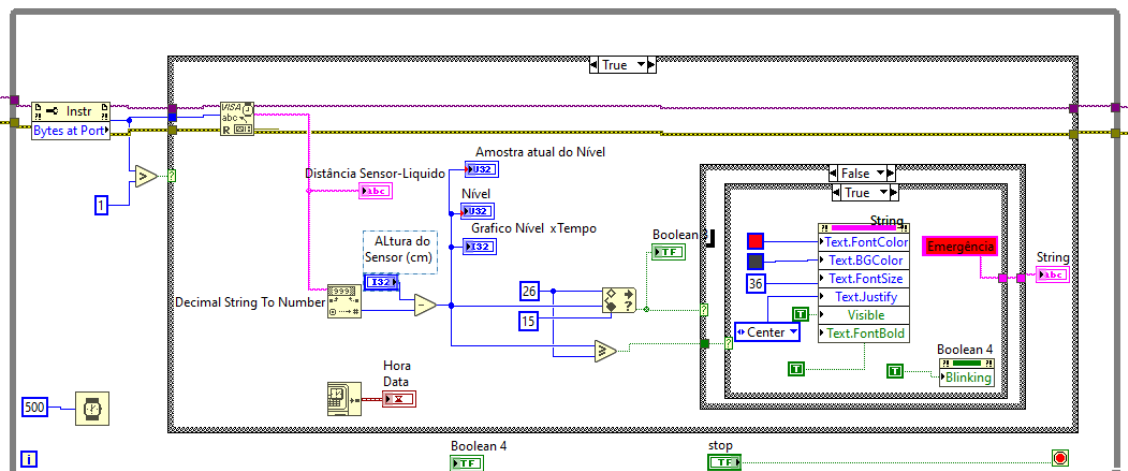 True
Instr
Bytes at Port
VISA
abc
R
1
Distância Sensor-Liquido
abc
Amostra atual do Nível
U32
Nível
U32
Grafico Nível xTempo
I32
ALtura do
Sensor (cm)
I32
Decimal String To Number
Boolean
TF
26
15
False
True
String
Text.FontColor
Text.BGColor
36
Text.FontSize
Text.Justify
Center
T
Visible
Text.FontBold
T
T
Boolean 4
Blinking
Emergência
String
abc
Hora
Data
500
i
Boolean 4
TF
stop
TF